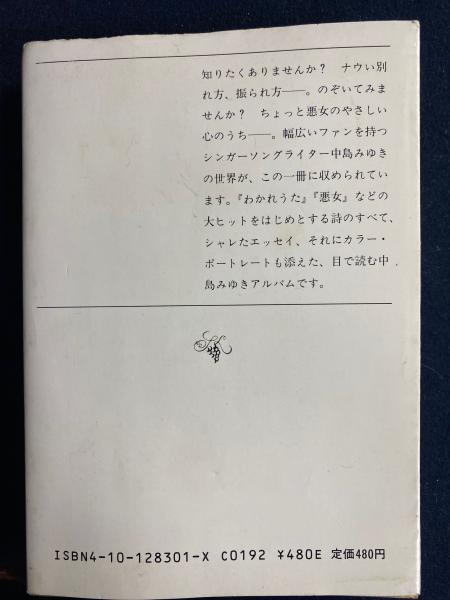 知りたくありませんか？　ナウい別
れ方、振られ方――。のぞいてみま
せんか？　ちょっと悪女のやさしい
心のうち――。幅広いファンを持つ
シンガーソングライター中島みゆき
の世界が、この一冊に収められてい
ます。『わかれうた』『悪女』などの
大ヒットをはじめとする詩のすべて、
シャレたエッセイ、それにカラー・
ポートレートも添えた、目で読む中
島みゆきアルバムです。
ISBN4-10-128301-X C0192 ¥480E 定価480円